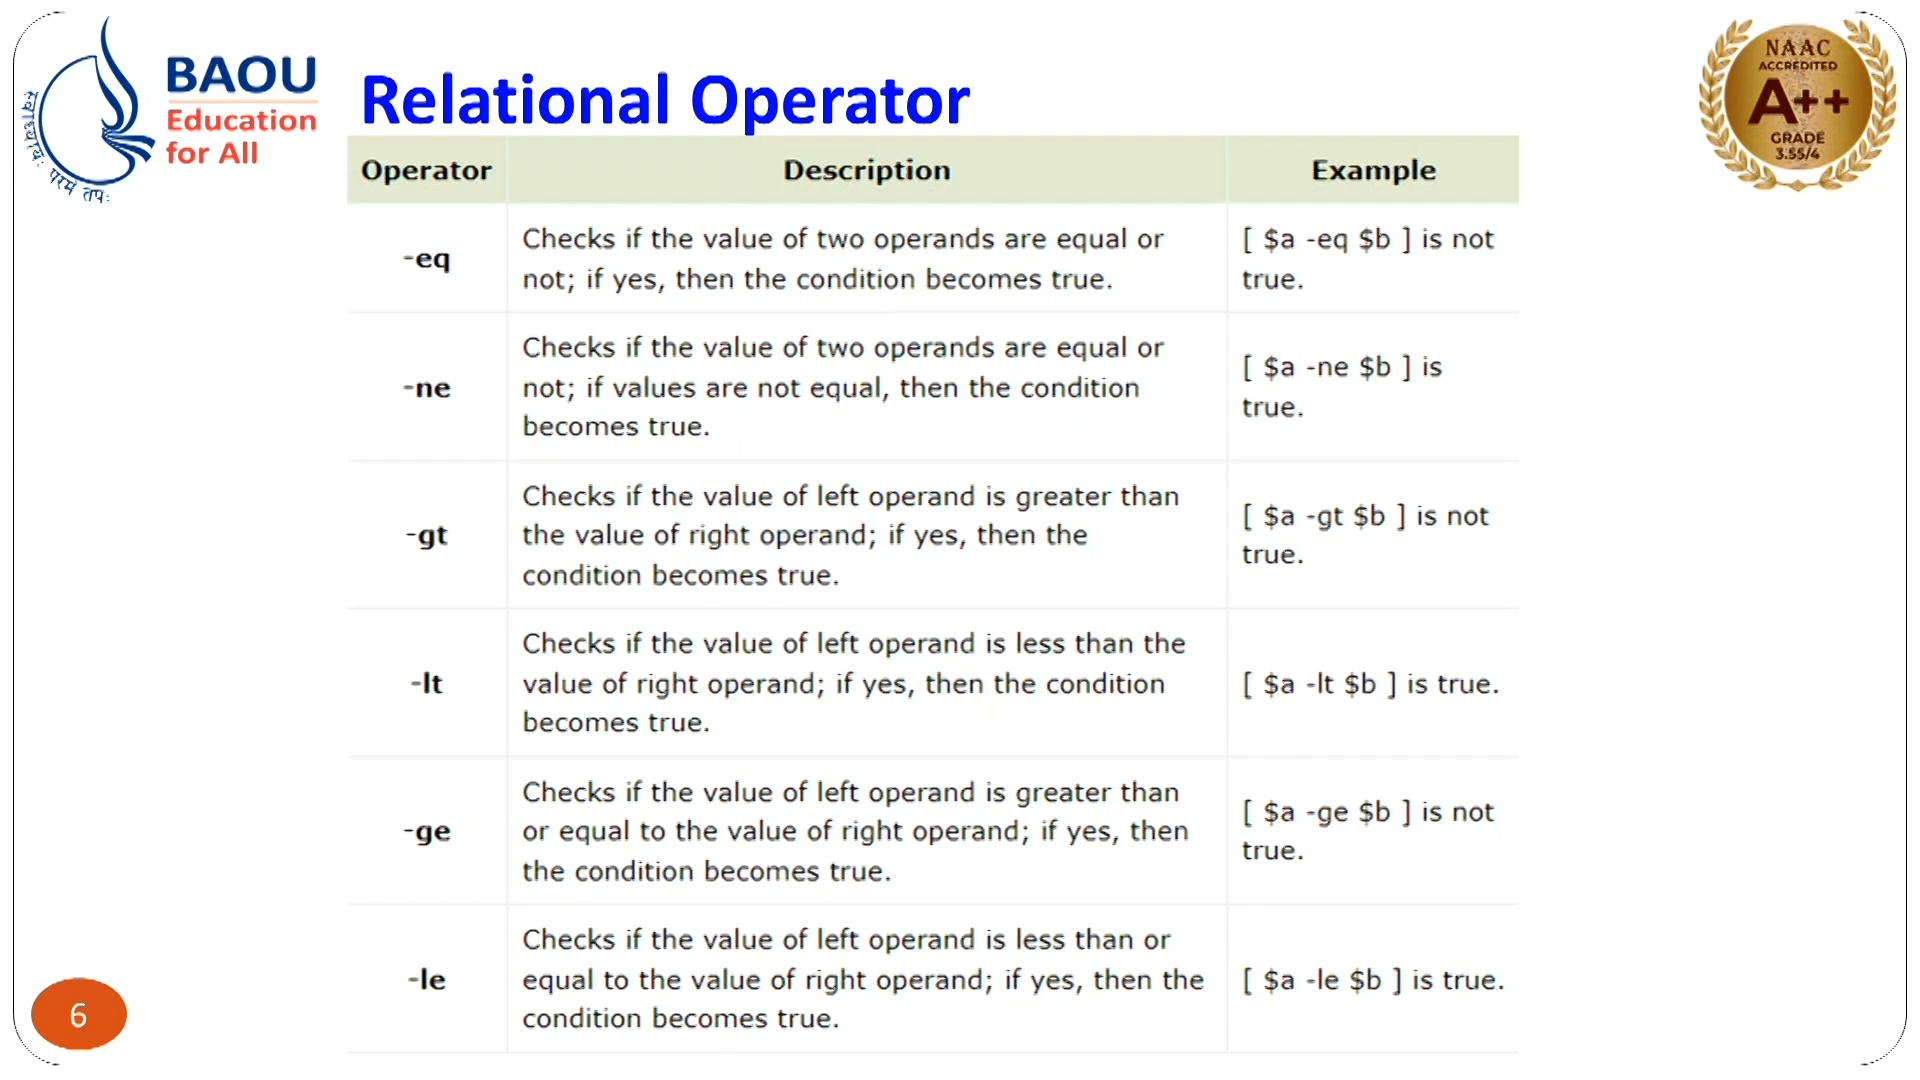 BAOU
Education
for All
स्वाध्यायः परमं तपः
Relational Operator
NAAC
ACCREDITED
A++
GRADE
3.55/4
Operator Description Example
-eq
Checks if the value of two operands are equal or
not; if yes, then the condition becomes true.
[ $a -eq $b ] is not
true.
-ne
Checks if the value of two operands are equal or
not; if values are not equal, then the condition
becomes true.
[ $a -ne $b ] is
true.
-gt
Checks if the value of left operand is greater than
the value of right operand; if yes, then the
condition becomes true.
[ $a -gt $b ] is not
true.
-lt
Checks if the value of left operand is less than the
value of right operand; if yes, then the condition
becomes true.
[ $a -lt $b ] is true.
-ge
Checks if the value of left operand is greater than
or equal to the value of right operand; if yes, then
the condition becomes true.
[ $a -ge $b ] is not
true.
-le
Checks if the value of left operand is less than or
equal to the value of right operand; if yes, then the
condition becomes true.
[ $a -le $b ] is true.
6